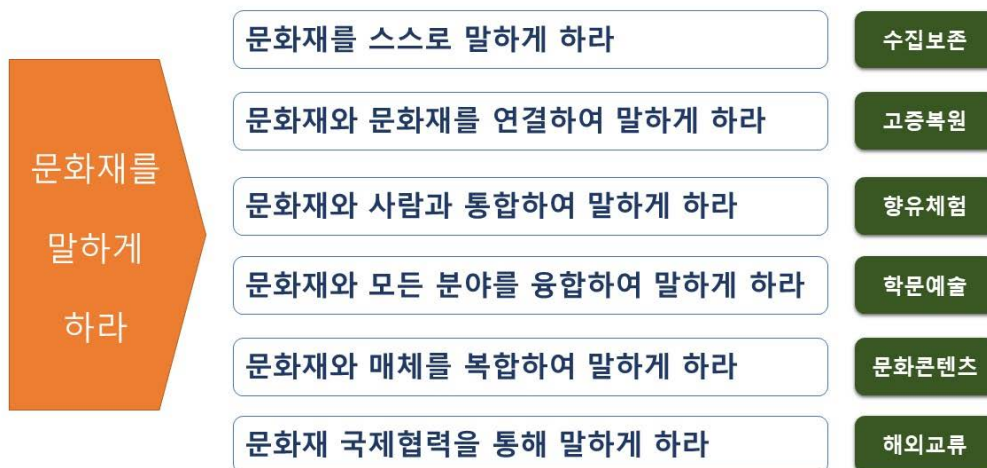 문화재를
말하게
하라
문화재를 스스로 말하게 하라
수집보존
문화재와 문화재를 연결하여 말하게 하라
고증복원
문화재와 사람과 통합하여 말하게 하라
향유체험
문화재와 모든 분야를 융합하여 말하게 하라
학문예술
문화재와 매체를 복합하여 말하게 하라
문화콘텐츠
문화재 국제협력을 통해 말하게 하라
해외교류